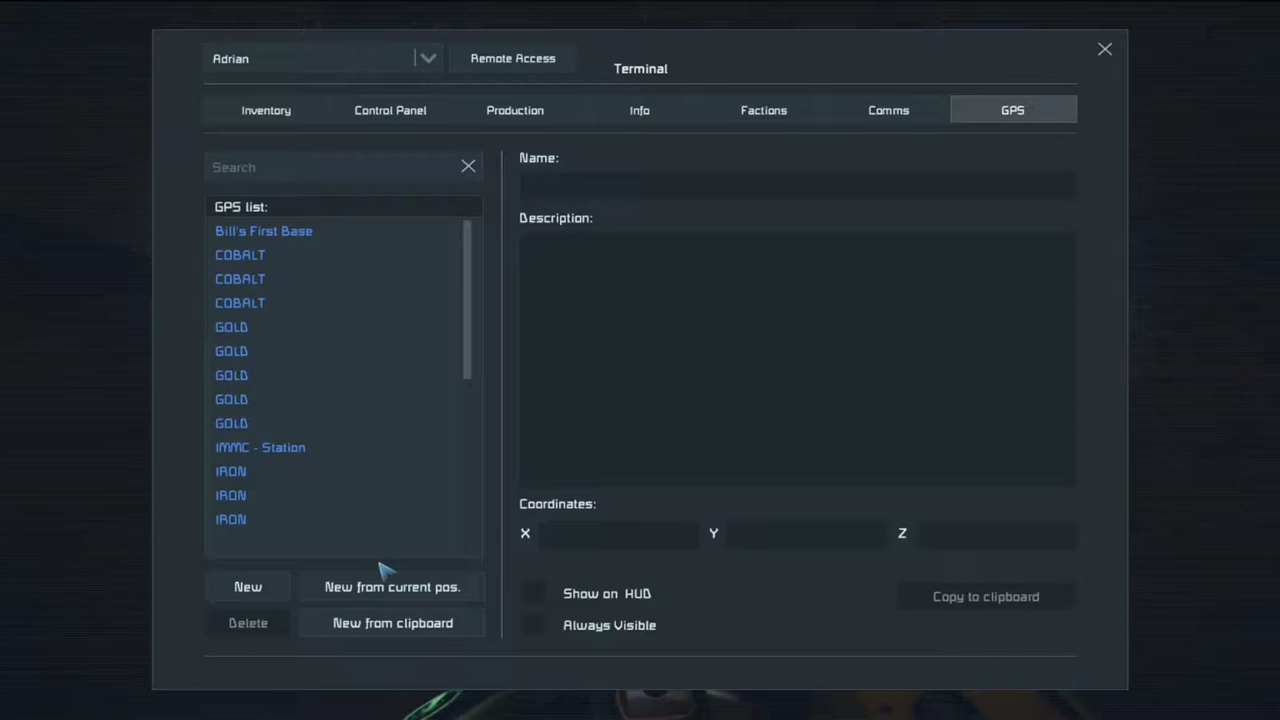 Adrian
Remote Access
Terminal
Inventory
Control Panel
Production
Info
Factions
Comms
GPS
Search
GPS list:
Bill's First Base
COBALT
COBALT
COBALT
GOLD
GOLD
GOLD
GOLD
GOLD
IMMC - Station
IRON
IRON
IRON
New
New from current pos.
Delete
New from clipboard
Name:
Description:
Coordinates:
X
Y
Z
Show on HUD
Always Visible
Copy to clipboard